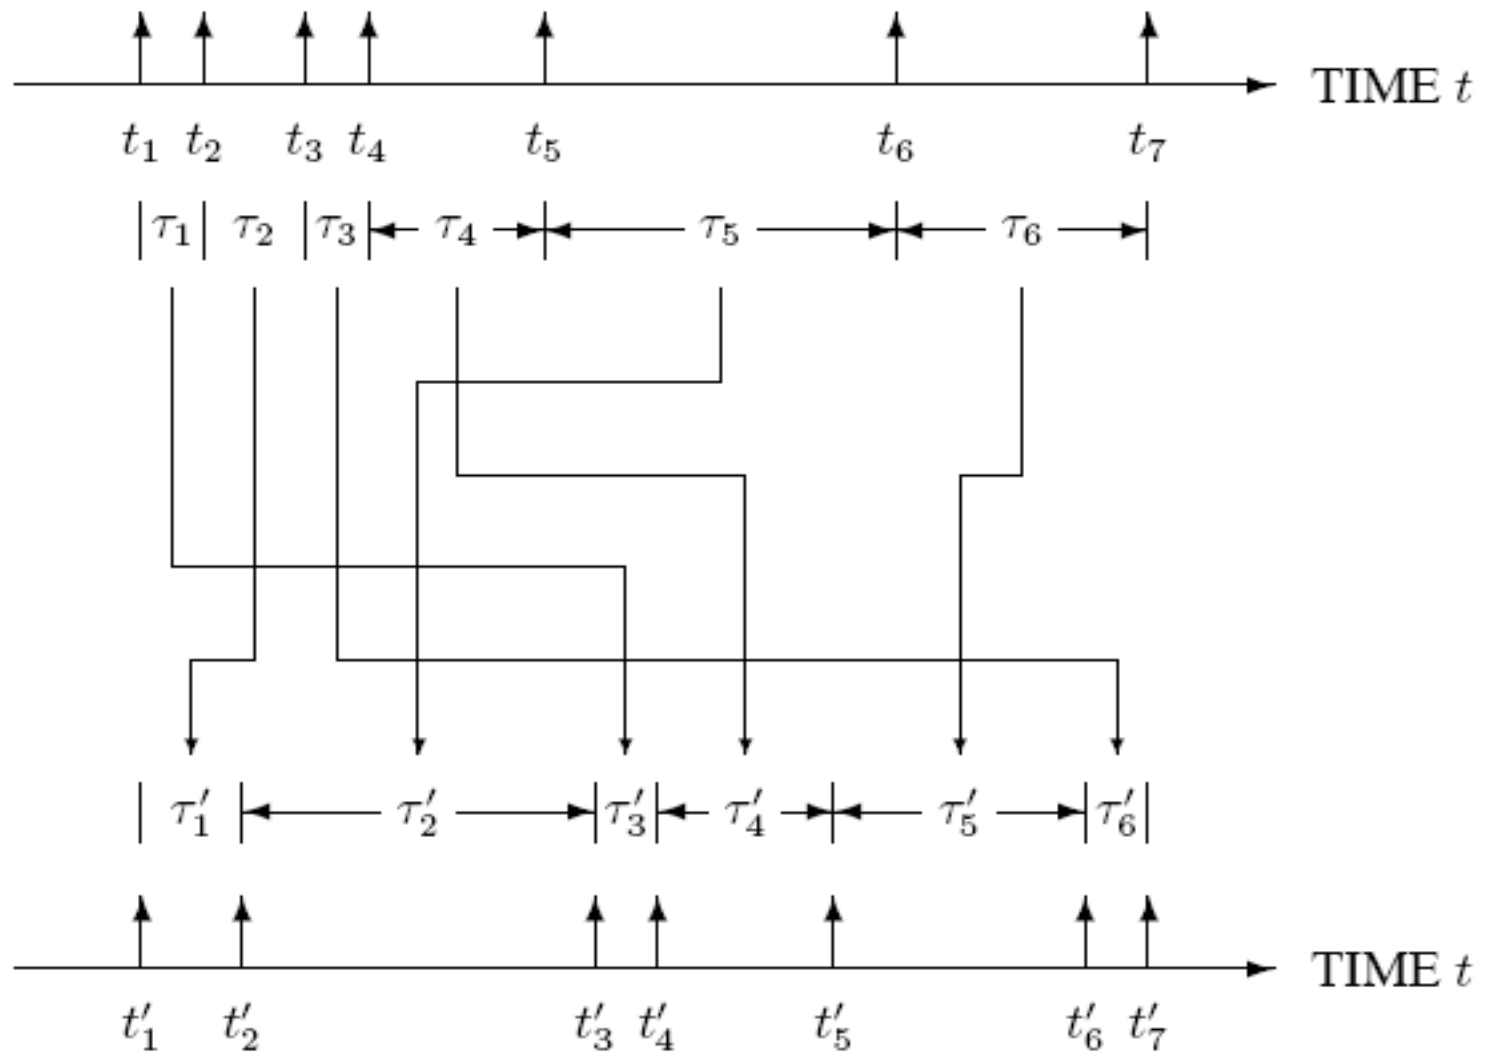 TIME t
t₁ t₂ t₃ t₄ t₅ t₆ t₇
τ₁ τ₂ τ₃ τ₄ τ₅ τ₆
τ′₁ τ′₂ τ′₃ τ′₄ τ′₅ τ′₆
TIME t
t′₁ t′₂ t′₃ t′₄ t′₅ t′₆ t′₇